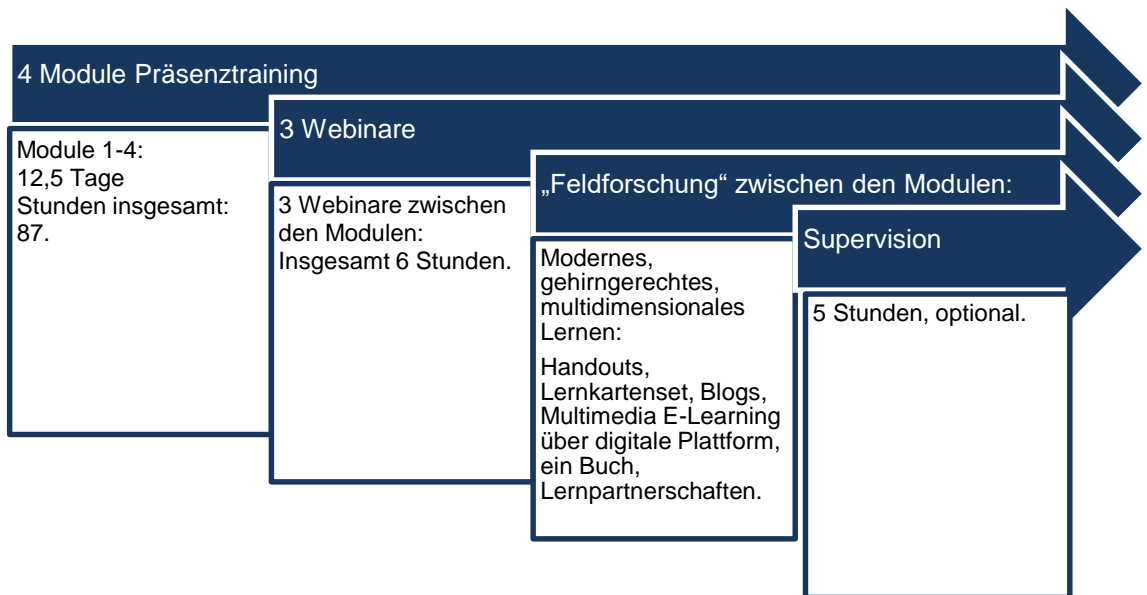 4 Module Präsenztraining
Module 1-4:
12,5 Tage
Stunden insgesamt:
87.
3 Webinare
3 Webinare zwischen
den Modulen:
Insgesamt 6 Stunden.
„Feldforschung“ zwischen den Modulen:
Modernes,
gehirngerechtes,
multidimensionales
Lernen:
Handouts,
Lernkartenset, Blogs,
Multimedia E-Learning
über digitale Plattform,
ein Buch,
Lernpartnerschaften.
Supervision
5 Stunden, optional.